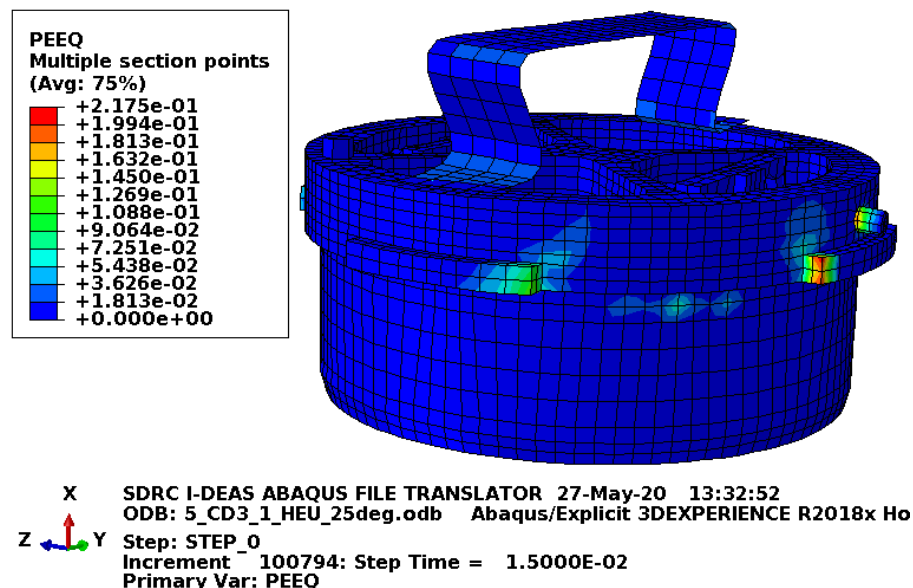 PEEQ
Multiple section points
(Avg: 75%)
+2.175e-01
+1.994e-01
+1.813e-01
+1.632e-01
+1.450e-01
+1.269e-01
+1.088e-01
+9.064e-02
+7.251e-02
+5.438e-02
+3.626e-02
+1.813e-02
+0.000e+00
X
Z
Y
SDRC I-DEAS ABAQUS FILE TRANSLATOR 27-May-20 13:32:52
ODB: 5_CD3_1_HEU_25deg.odb Abaqus/Explicit 3DEXPERIENCE R2018x Ho
Step: STEP_0
Increment 100794: Step Time = 1.5000E-02
Primary Var: PEEQ